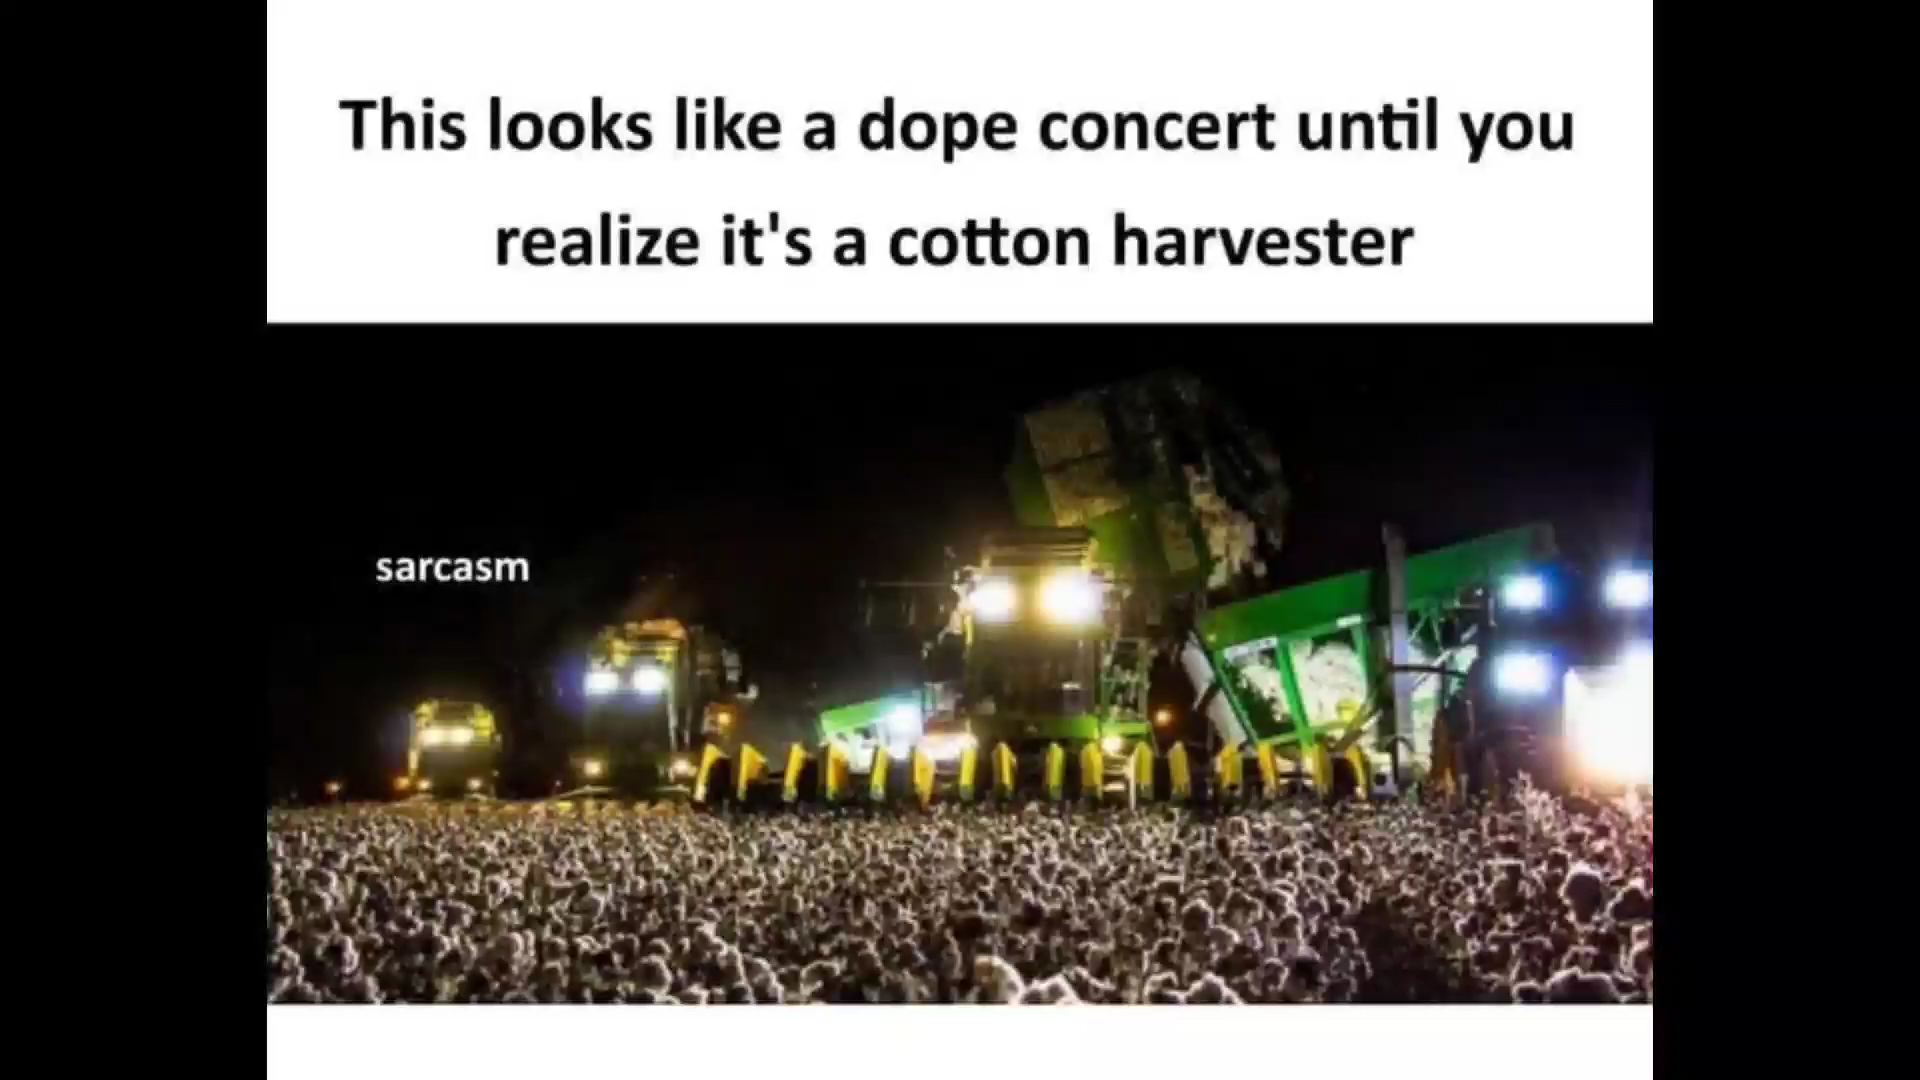 This looks like a dope concert until you
realize it's a cotton harvester
sarcasm